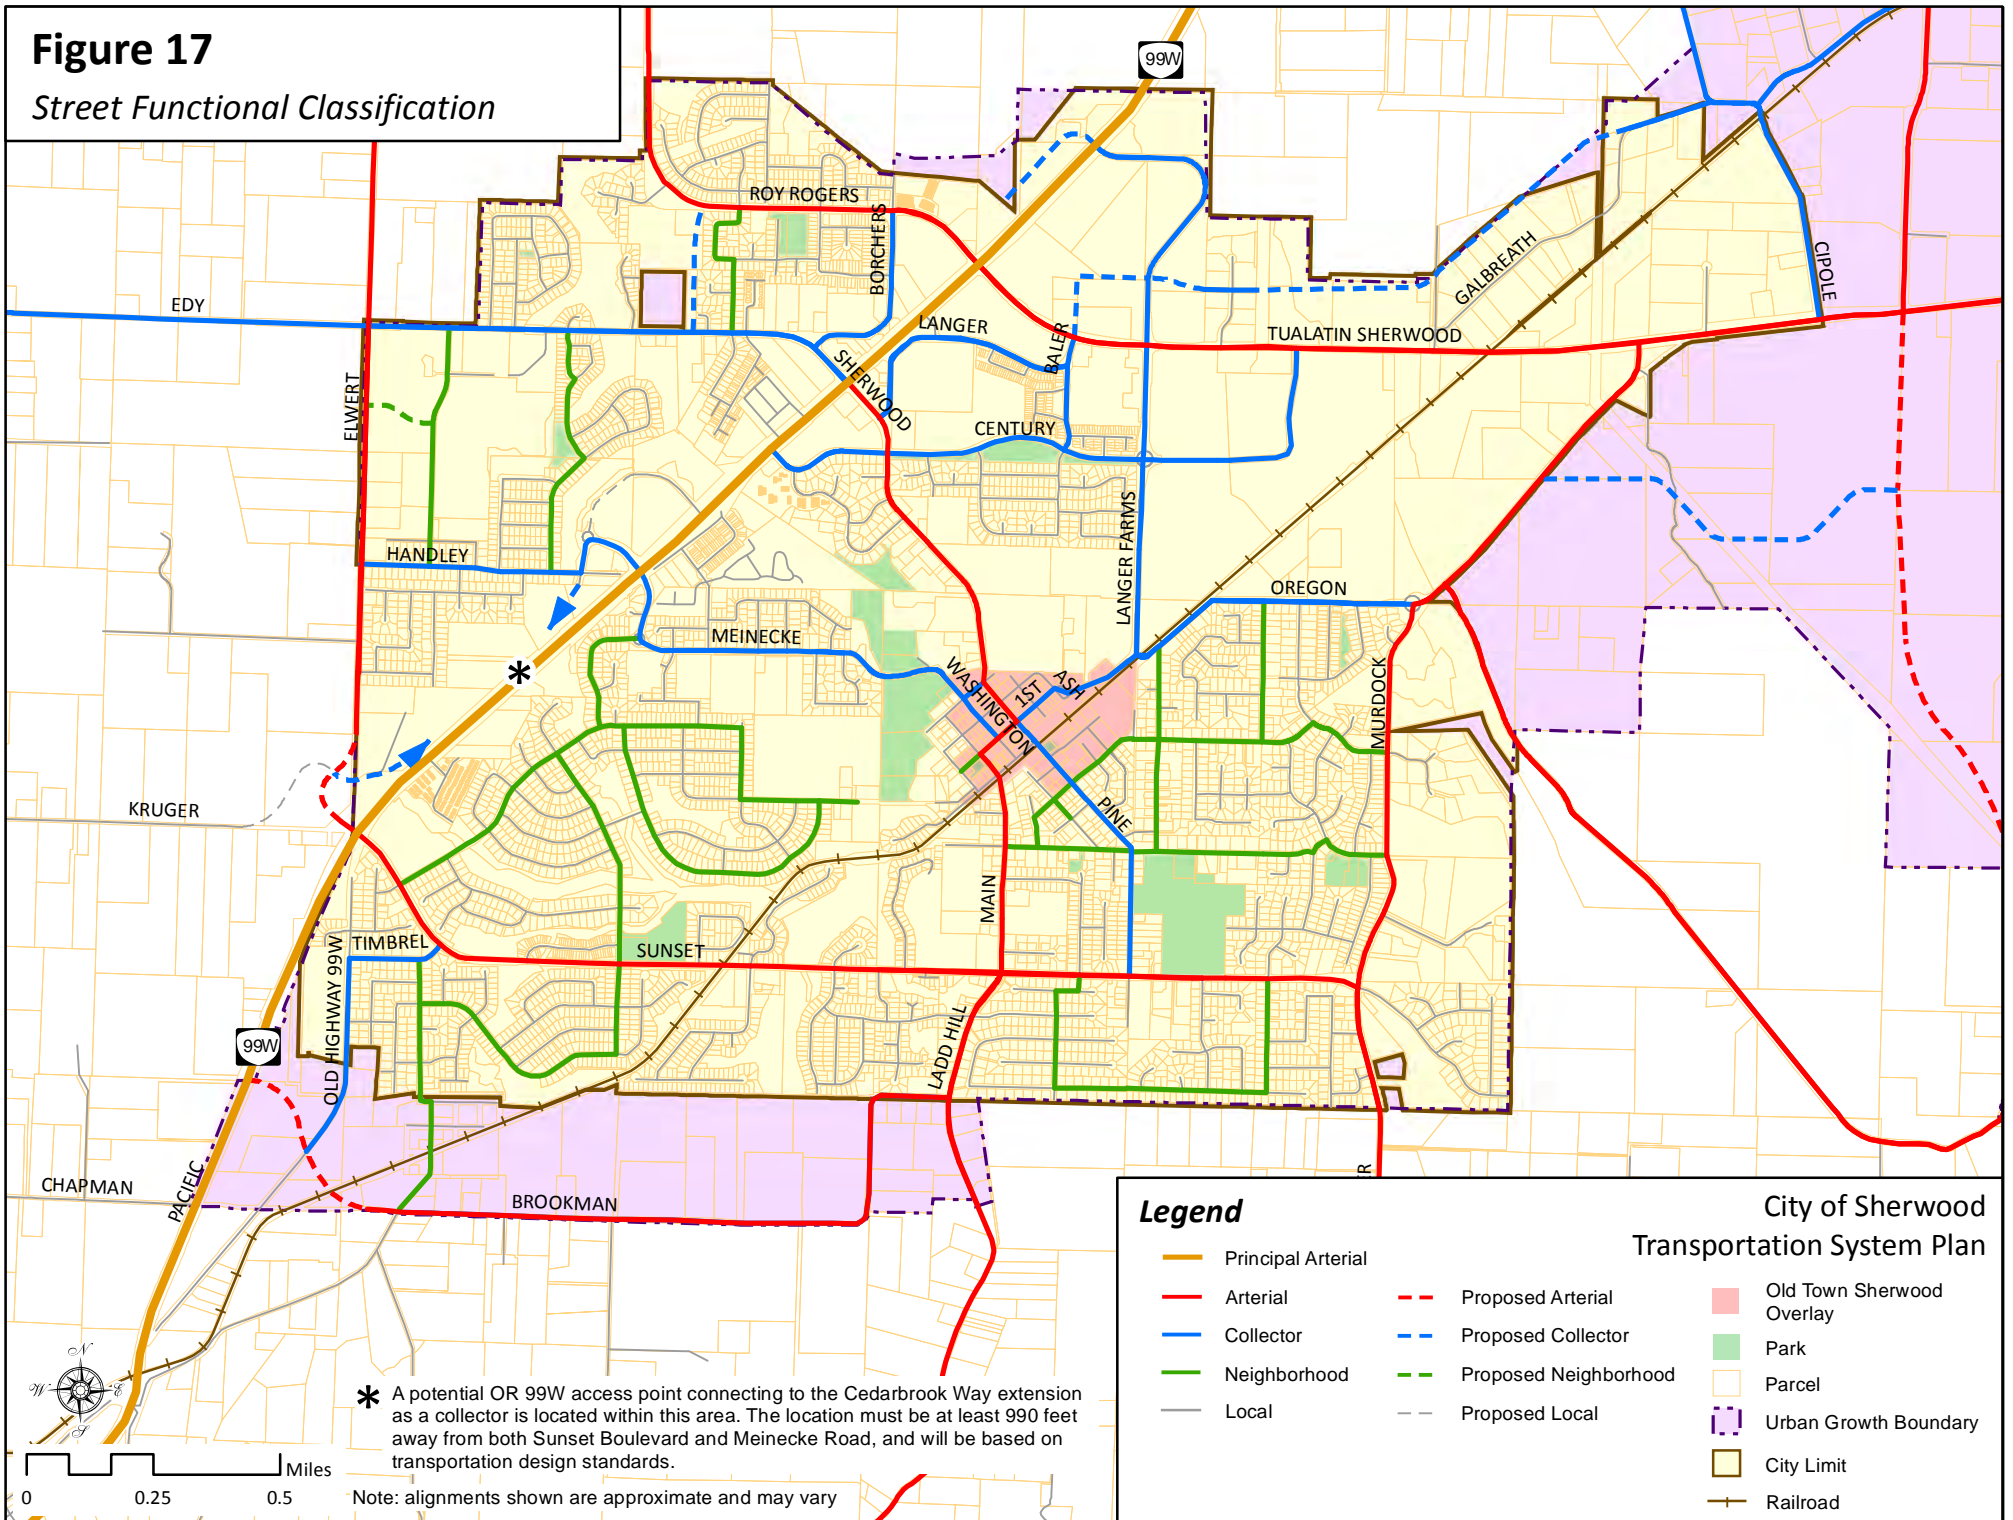 Figure 17
Street Functional Classification
99W
ROY ROGERS
BORCHERS
EDY
LANGER
BALER
TUALATIN SHERWOOD
GALBREATH
CIPOLE
SHERWOOD
ELWERT
CENTURY
HANDLEY
LANGER FARMS
OREGON
MEINECKE
WASHINGTON
1ST
ASH
MURDOCK
KRUGER
PINE
MAIN
TIMBREL
SUNSET
OLD HIGHWAY 99W
99W
LADD HILL
CHAPMAN
PACIFIC
BROOKMAN
ER
Legend
City of Sherwood
Transportation System Plan
Principal Arterial
Arterial
Collector
Neighborhood
Local
Proposed Arterial
Proposed Collector
Proposed Neighborhood
Proposed Local
Old Town Sherwood
Overlay
Park
Parcel
Urban Growth Boundary
City Limit
Railroad
N
W E
S
* A potential OR 99W access point connecting to the Cedarbrook Way extension
as a collector is located within this area. The location must be at least 990 feet
away from both Sunset Boulevard and Meinecke Road, and will be based on
transportation design standards.
Miles
0 0.25 0.5
Note: alignments shown are approximate and may vary